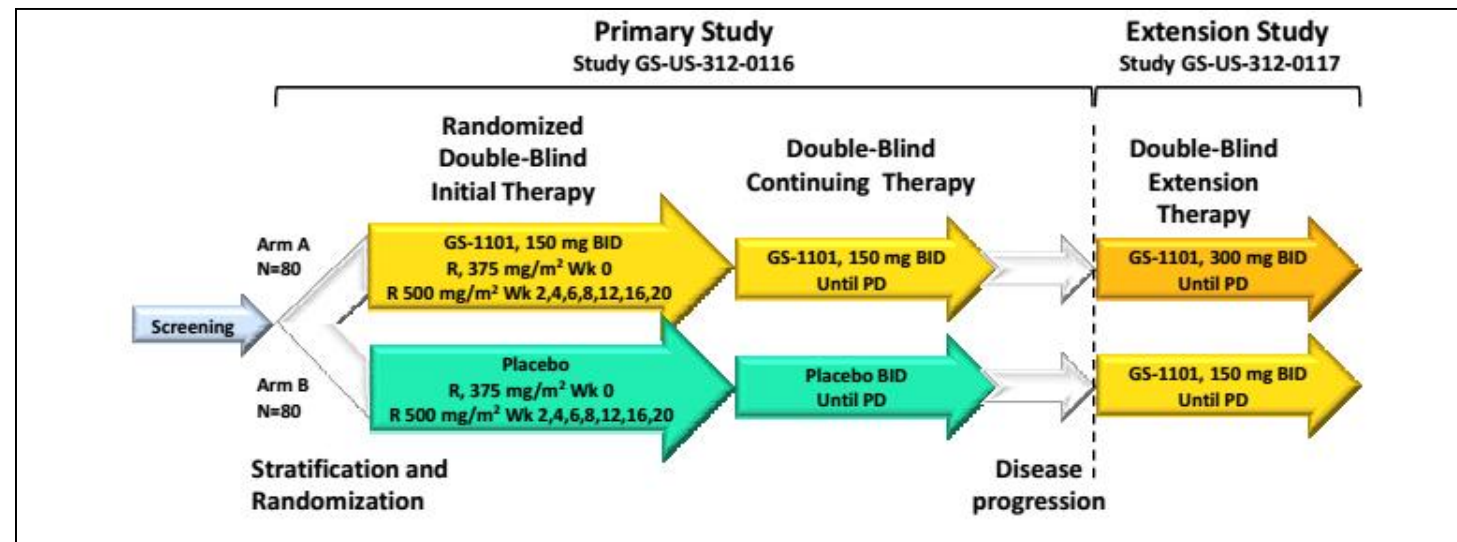 Primary Study
Study GS-US-312-0116
Extension Study
Study GS-US-312-0117
Randomized
Double-Blind
Initial Therapy
Double-Blind
Continuing Therapy
Double-Blind
Extension
Therapy
Screening
Arm A
N=80
GS-1101, 150 mg BID
R, 375 mg/m² Wk 0
R 500 mg/m² Wk 2,4,6,8,12,16,20
GS-1101, 150 mg BID
Until PD
GS-1101, 300 mg BID
Until PD
Arm B
N=80
Placebo
R, 375 mg/m² Wk 0
R 500 mg/m² Wk 2,4,6,8,12,16,20
Placebo BID
Until PD
GS-1101, 150 mg BID
Until PD
Stratification and
Randomization
Disease
progression